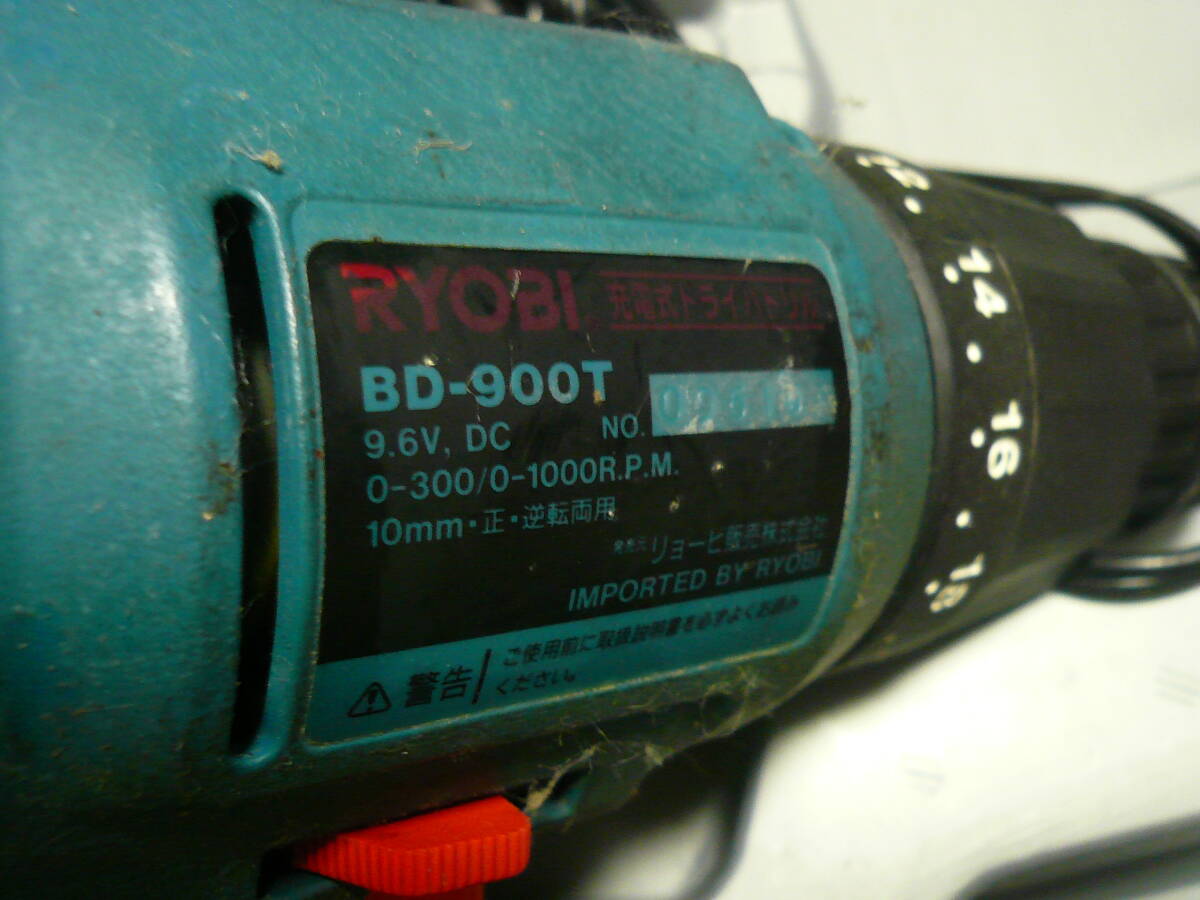 RYOBI 充電式ドライバドリル
BD-900T
9.6V, DC NO.
0-300/0-1000R.P.M.
10mm・正・逆転両用
発売元 リョービ販売株式会社
IMPORTED BY RYOBI
警告 ご使用前に取扱説明書を必ずよくお読み
ください。
14
16
18